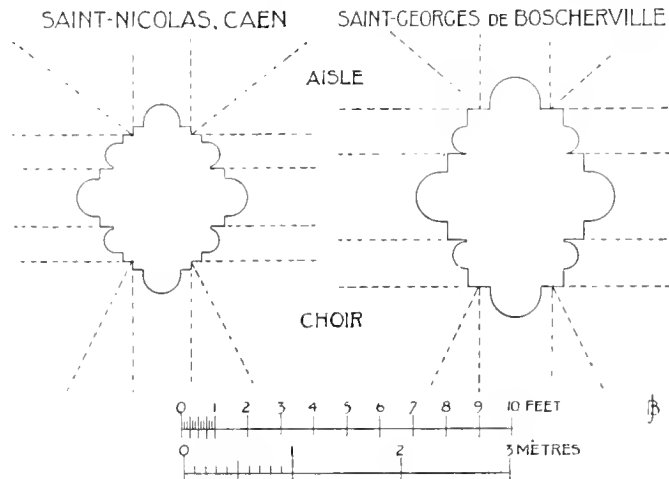 SAINT-NICOLAS, CAEN
SAINT-GEORGES DE BOSCHERVILLE
AISLE
CHOIR
0 1 2 3 4 5 6 7 8 9 10 FEET
0 1 2 3 MÈTRES